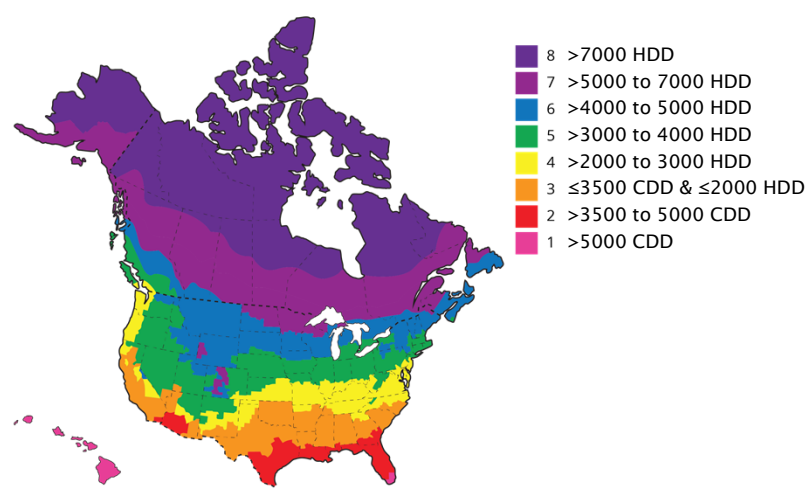 8 >7000 HDD
7 >5000 to 7000 HDD
6 >4000 to 5000 HDD
5 >3000 to 4000 HDD
4 >2000 to 3000 HDD
3 ≤3500 CDD & ≤2000 HDD
2 >3500 to 5000 CDD
1 >5000 CDD